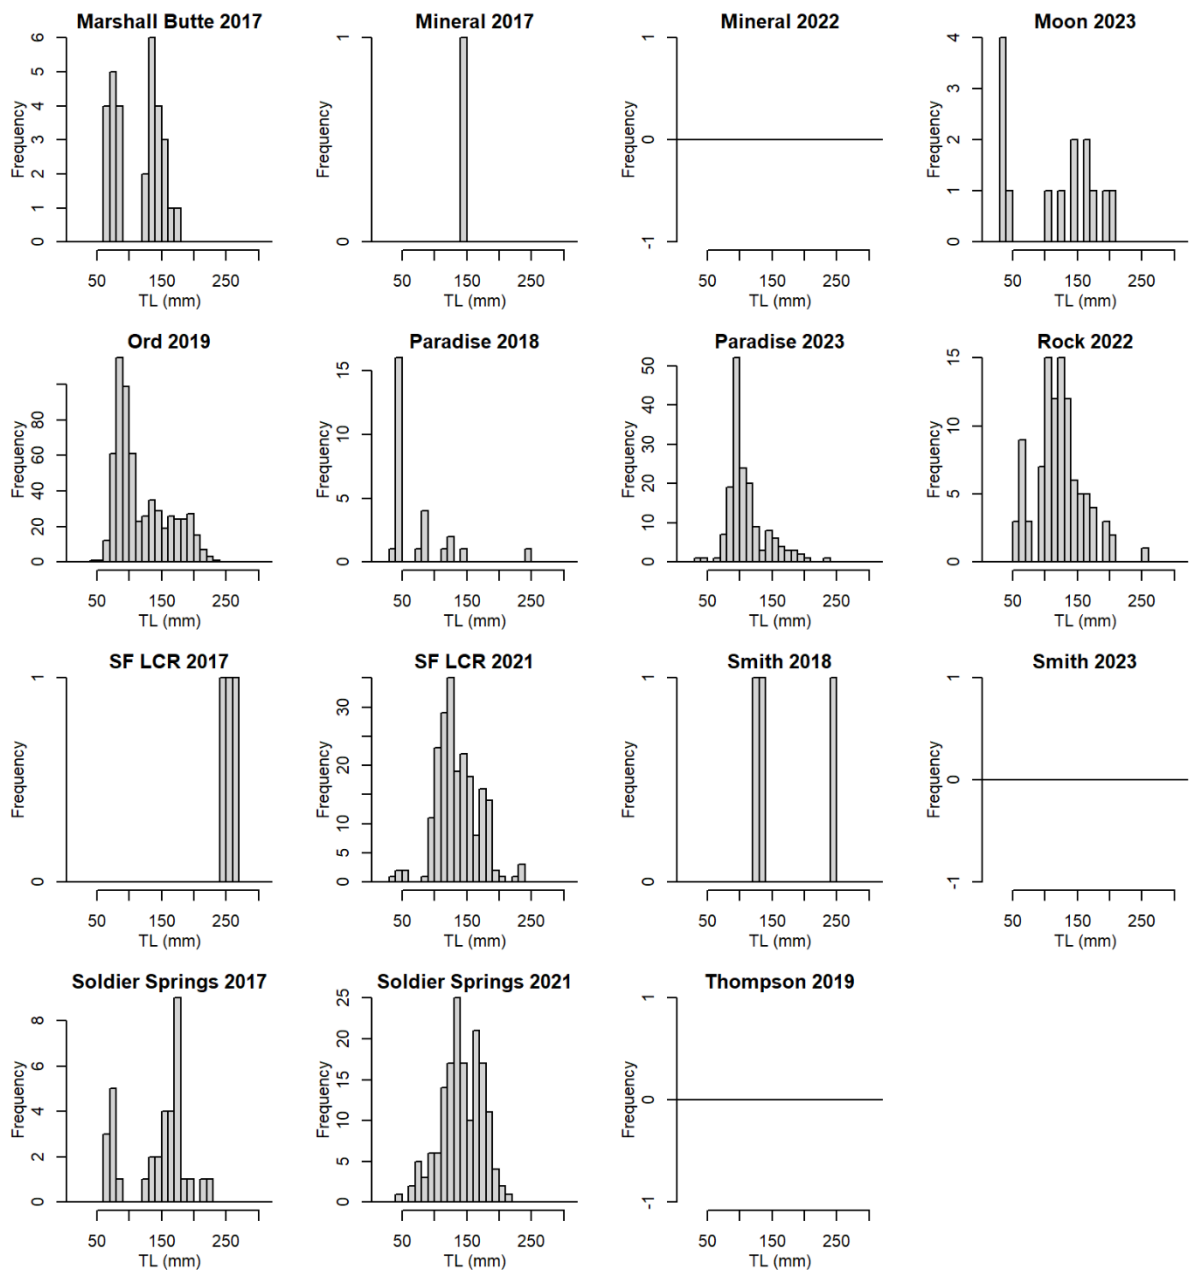 Marshall Butte 2017
Frequency
0 1 2 3 4 5 6
50 150 250
TL (mm)
Mineral 2017
Frequency
0 1
50 150 250
TL (mm)
Mineral 2022
Frequency
-1 0 1
50 150 250
TL (mm)
Moon 2023
Frequency
0 1 2 3 4
50 150 250
TL (mm)
Ord 2019
Frequency
0 20 40 60 80
50 150 250
TL (mm)
Paradise 2018
Frequency
0 5 10 15
50 150 250
TL (mm)
Paradise 2023
Frequency
0 10 20 30 40 50
50 150 250
TL (mm)
Rock 2022
Frequency
0 5 10 15
50 150 250
TL (mm)
SF LCR 2017
Frequency
0 1
50 150 250
TL (mm)
SF LCR 2021
Frequency
0 5 10 20 30
50 150 250
TL (mm)
Smith 2018
Frequency
0 1
50 150 250
TL (mm)
Smith 2023
Frequency
-1 0 1
50 150 250
TL (mm)
Soldier Springs 2017
Frequency
0 2 4 6 8
50 150 250
TL (mm)
Soldier Springs 2021
Frequency
0 5 10 15 20 25
50 150 250
TL (mm)
Thompson 2019
Frequency
-1 0 1
50 150 250
TL (mm)